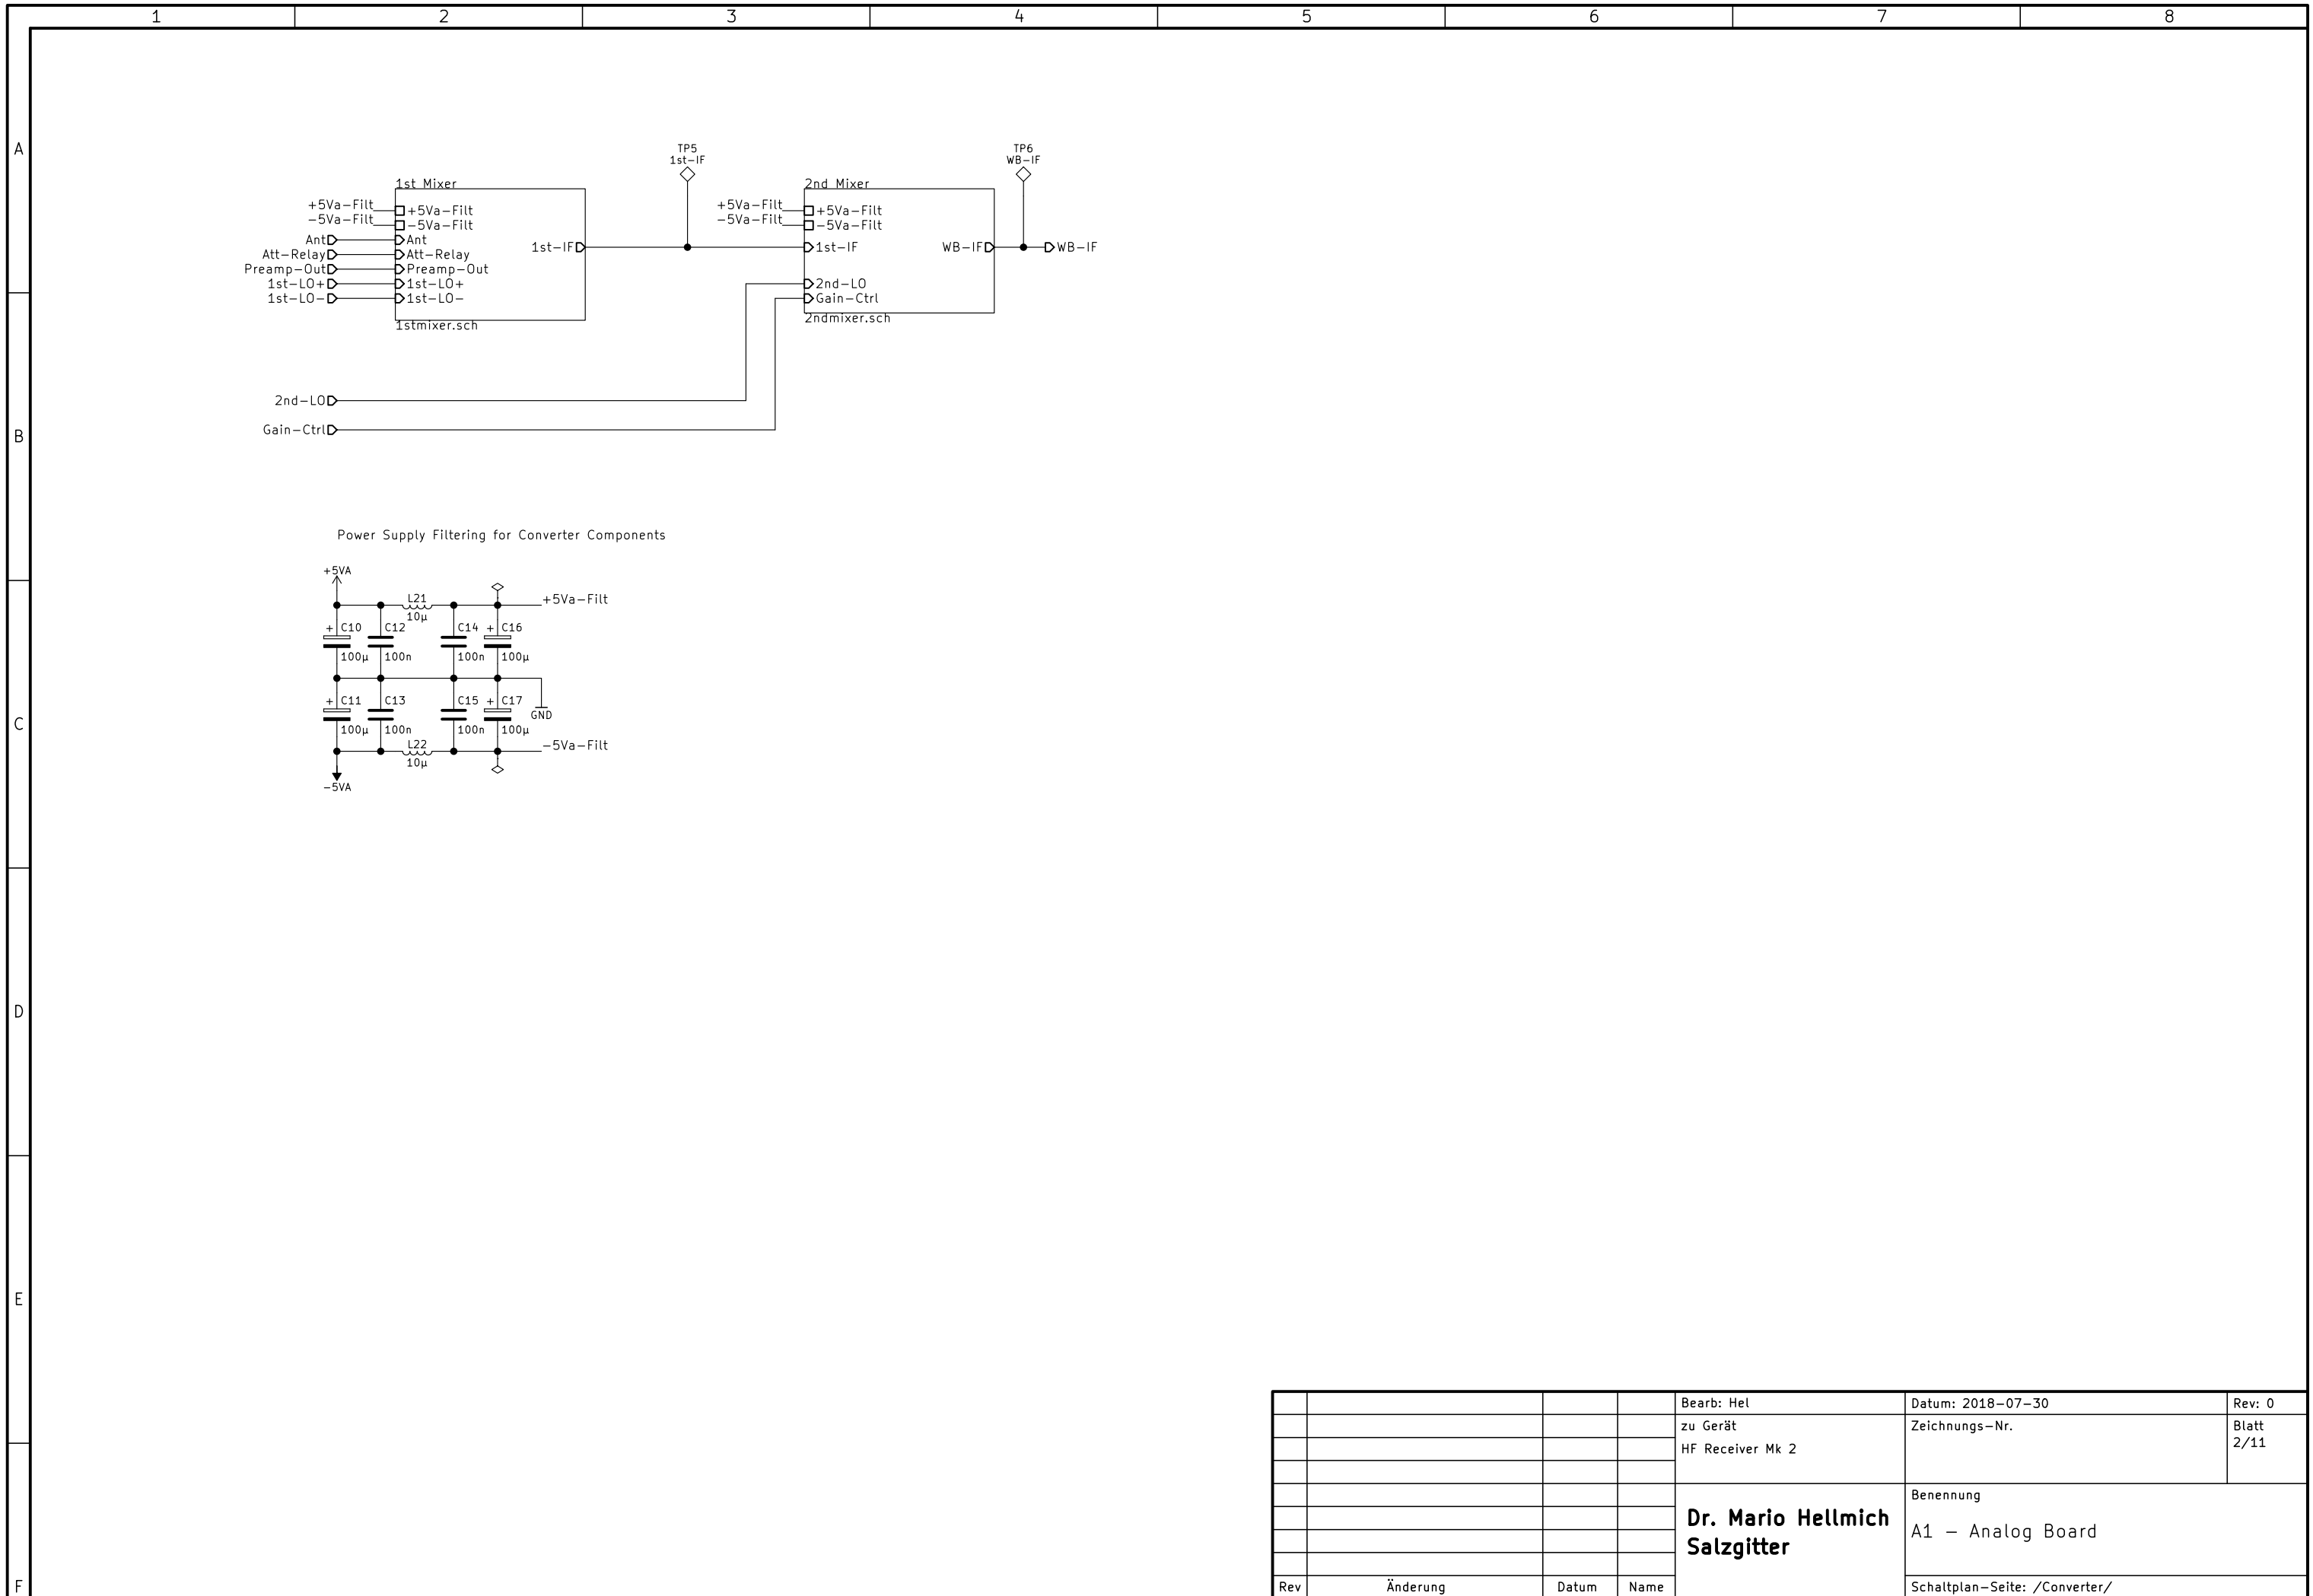 1 2 3 4 5 6 7 8
A
TP5
1st-IF
TP6
WB-IF
1st Mixer
+5Va-Filt
-5Va-Filt
Ant
Att-Relay
Preamp-Out
1st-LO+
1st-LO-
+5Va-Filt
-5Va-Filt
Ant
Att-Relay
Preamp-Out
1st-LO+
1st-LO-
1st-IF
1stmixer.sch
2nd Mixer
+5Va-Filt
-5Va-Filt
+5Va-Filt
-5Va-Filt
1st-IF
2nd-LO
Gain-Ctrl
WB-IF
WB-IF
2ndmixer.sch
2nd-LO
Gain-Ctrl
B
Power Supply Filtering for Converter Components
+5VA
L21
10µ
+5Va-Filt
+ C10
100µ
C12
100n
C14
100n
+ C16
100µ
+ C11
100µ
C13
100n
C15
100n
+ C17
100µ
GND
L22
10µ
-5Va-Filt
-5VA
C
D
E
F
Bearb: Hel
Datum: 2018-07-30
Rev: 0
zu Gerät
HF Receiver Mk 2
Zeichnungs-Nr.
Blatt
2/11
Dr. Mario Hellmich
Salzgitter
Benennung
A1 - Analog Board
Rev Änderung Datum Name
Schaltplan-Seite: /Converter/